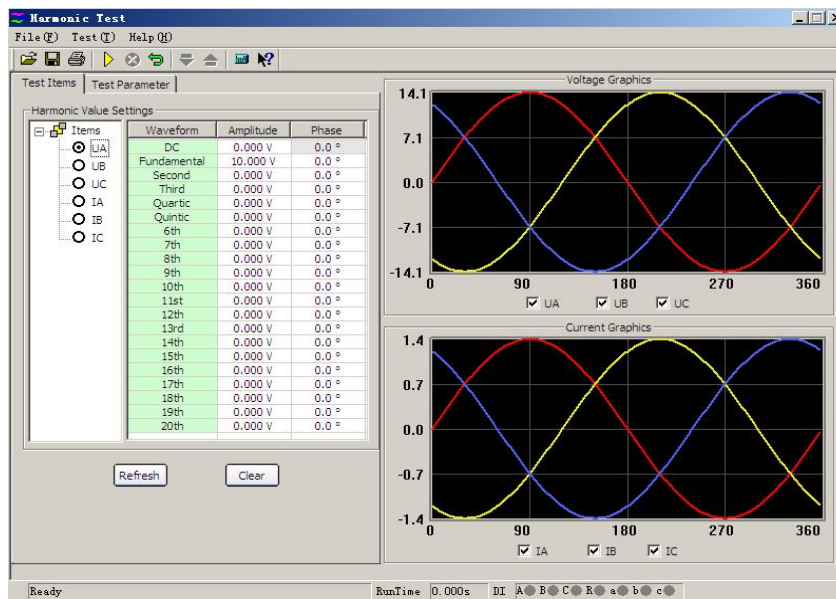 Harmonic Test
File(F) Test(T) Help(H)
Test Items Test Parameter
Harmonic Value Settings
Items
UA
UB
UC
IA
IB
IC
Waveform Amplitude Phase
DC 0.000 V 0.0 °
Fundamental 10.000 V 0.0 °
Second 0.000 V 0.0 °
Third 0.000 V 0.0 °
Quartic 0.000 V 0.0 °
Quintic 0.000 V 0.0 °
6th 0.000 V 0.0 °
7th 0.000 V 0.0 °
8th 0.000 V 0.0 °
9th 0.000 V 0.0 °
10th 0.000 V 0.0 °
11st 0.000 V 0.0 °
12th 0.000 V 0.0 °
13rd 0.000 V 0.0 °
14th 0.000 V 0.0 °
15th 0.000 V 0.0 °
16th 0.000 V 0.0 °
17th 0.000 V 0.0 °
18th 0.000 V 0.0 °
19th 0.000 V 0.0 °
20th 0.000 V 0.0 °
Refresh Clear
Voltage Graphics
14.1
7.1
0.0
-7.1
-14.1
0 90 180 270 360
UA UB UC
Current Graphics
1.4
0.7
0.0
-0.7
-1.4
0 90 180 270 360
IA IB IC
Ready RunTime 0.000s DI A B C R a b c